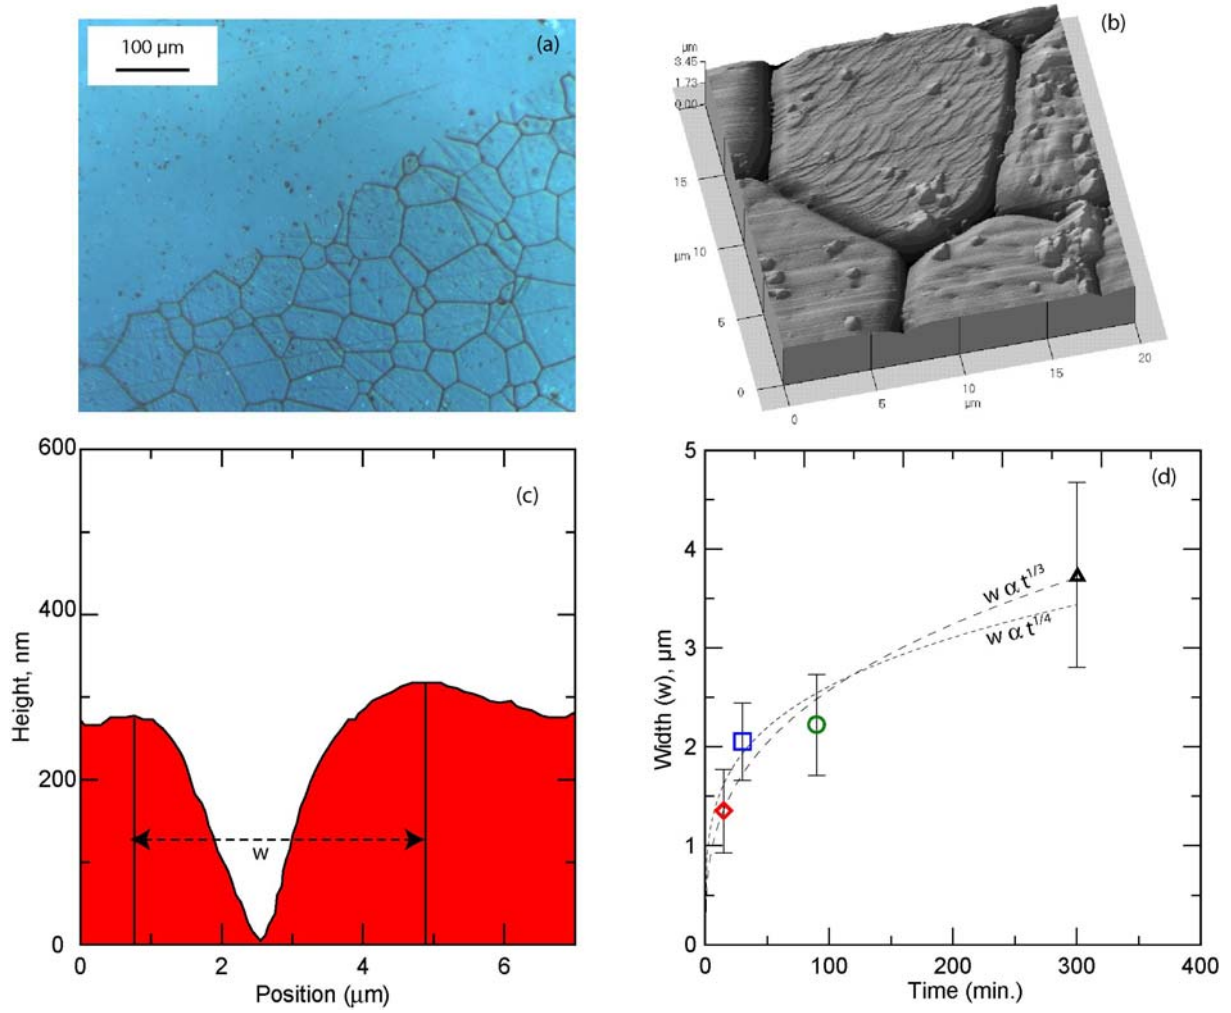 100 µm
(a)
(b)
µm
3.45
1.73
0.00
15
10
µm
5
0
0
5
10
µm
15
20
600
400
200
0
Height, nm
(c)
w
0 2 4 6
Position (µm)
5
4
3
2
1
0
Width (w), µm
(d)
w α t^1/3
w α t^1/4
0 100 200 300 400
Time (min.)